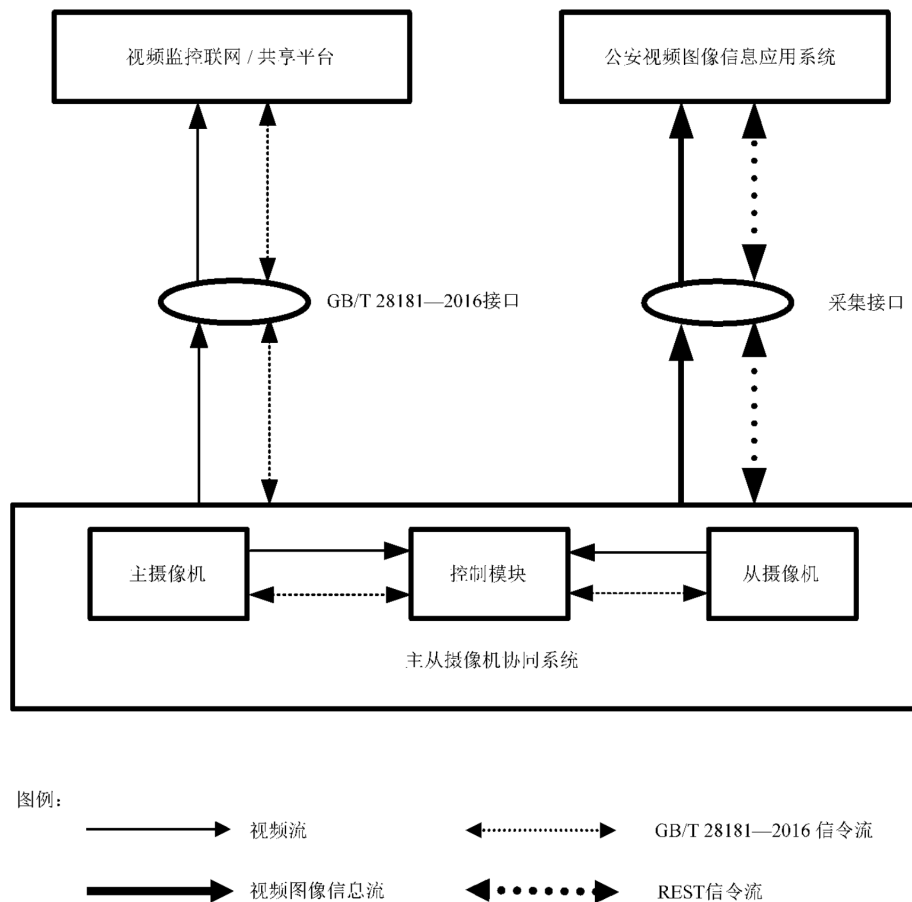 视频监控联网 / 共享平台
公安视频图像信息应用系统
GB/T 28181—2016接口
采集接口
主摄像机
控制模块
从摄像机
主从摄像机协同系统
图例：
视频流
GB/T 28181—2016 信令流
视频图像信息流
REST信令流